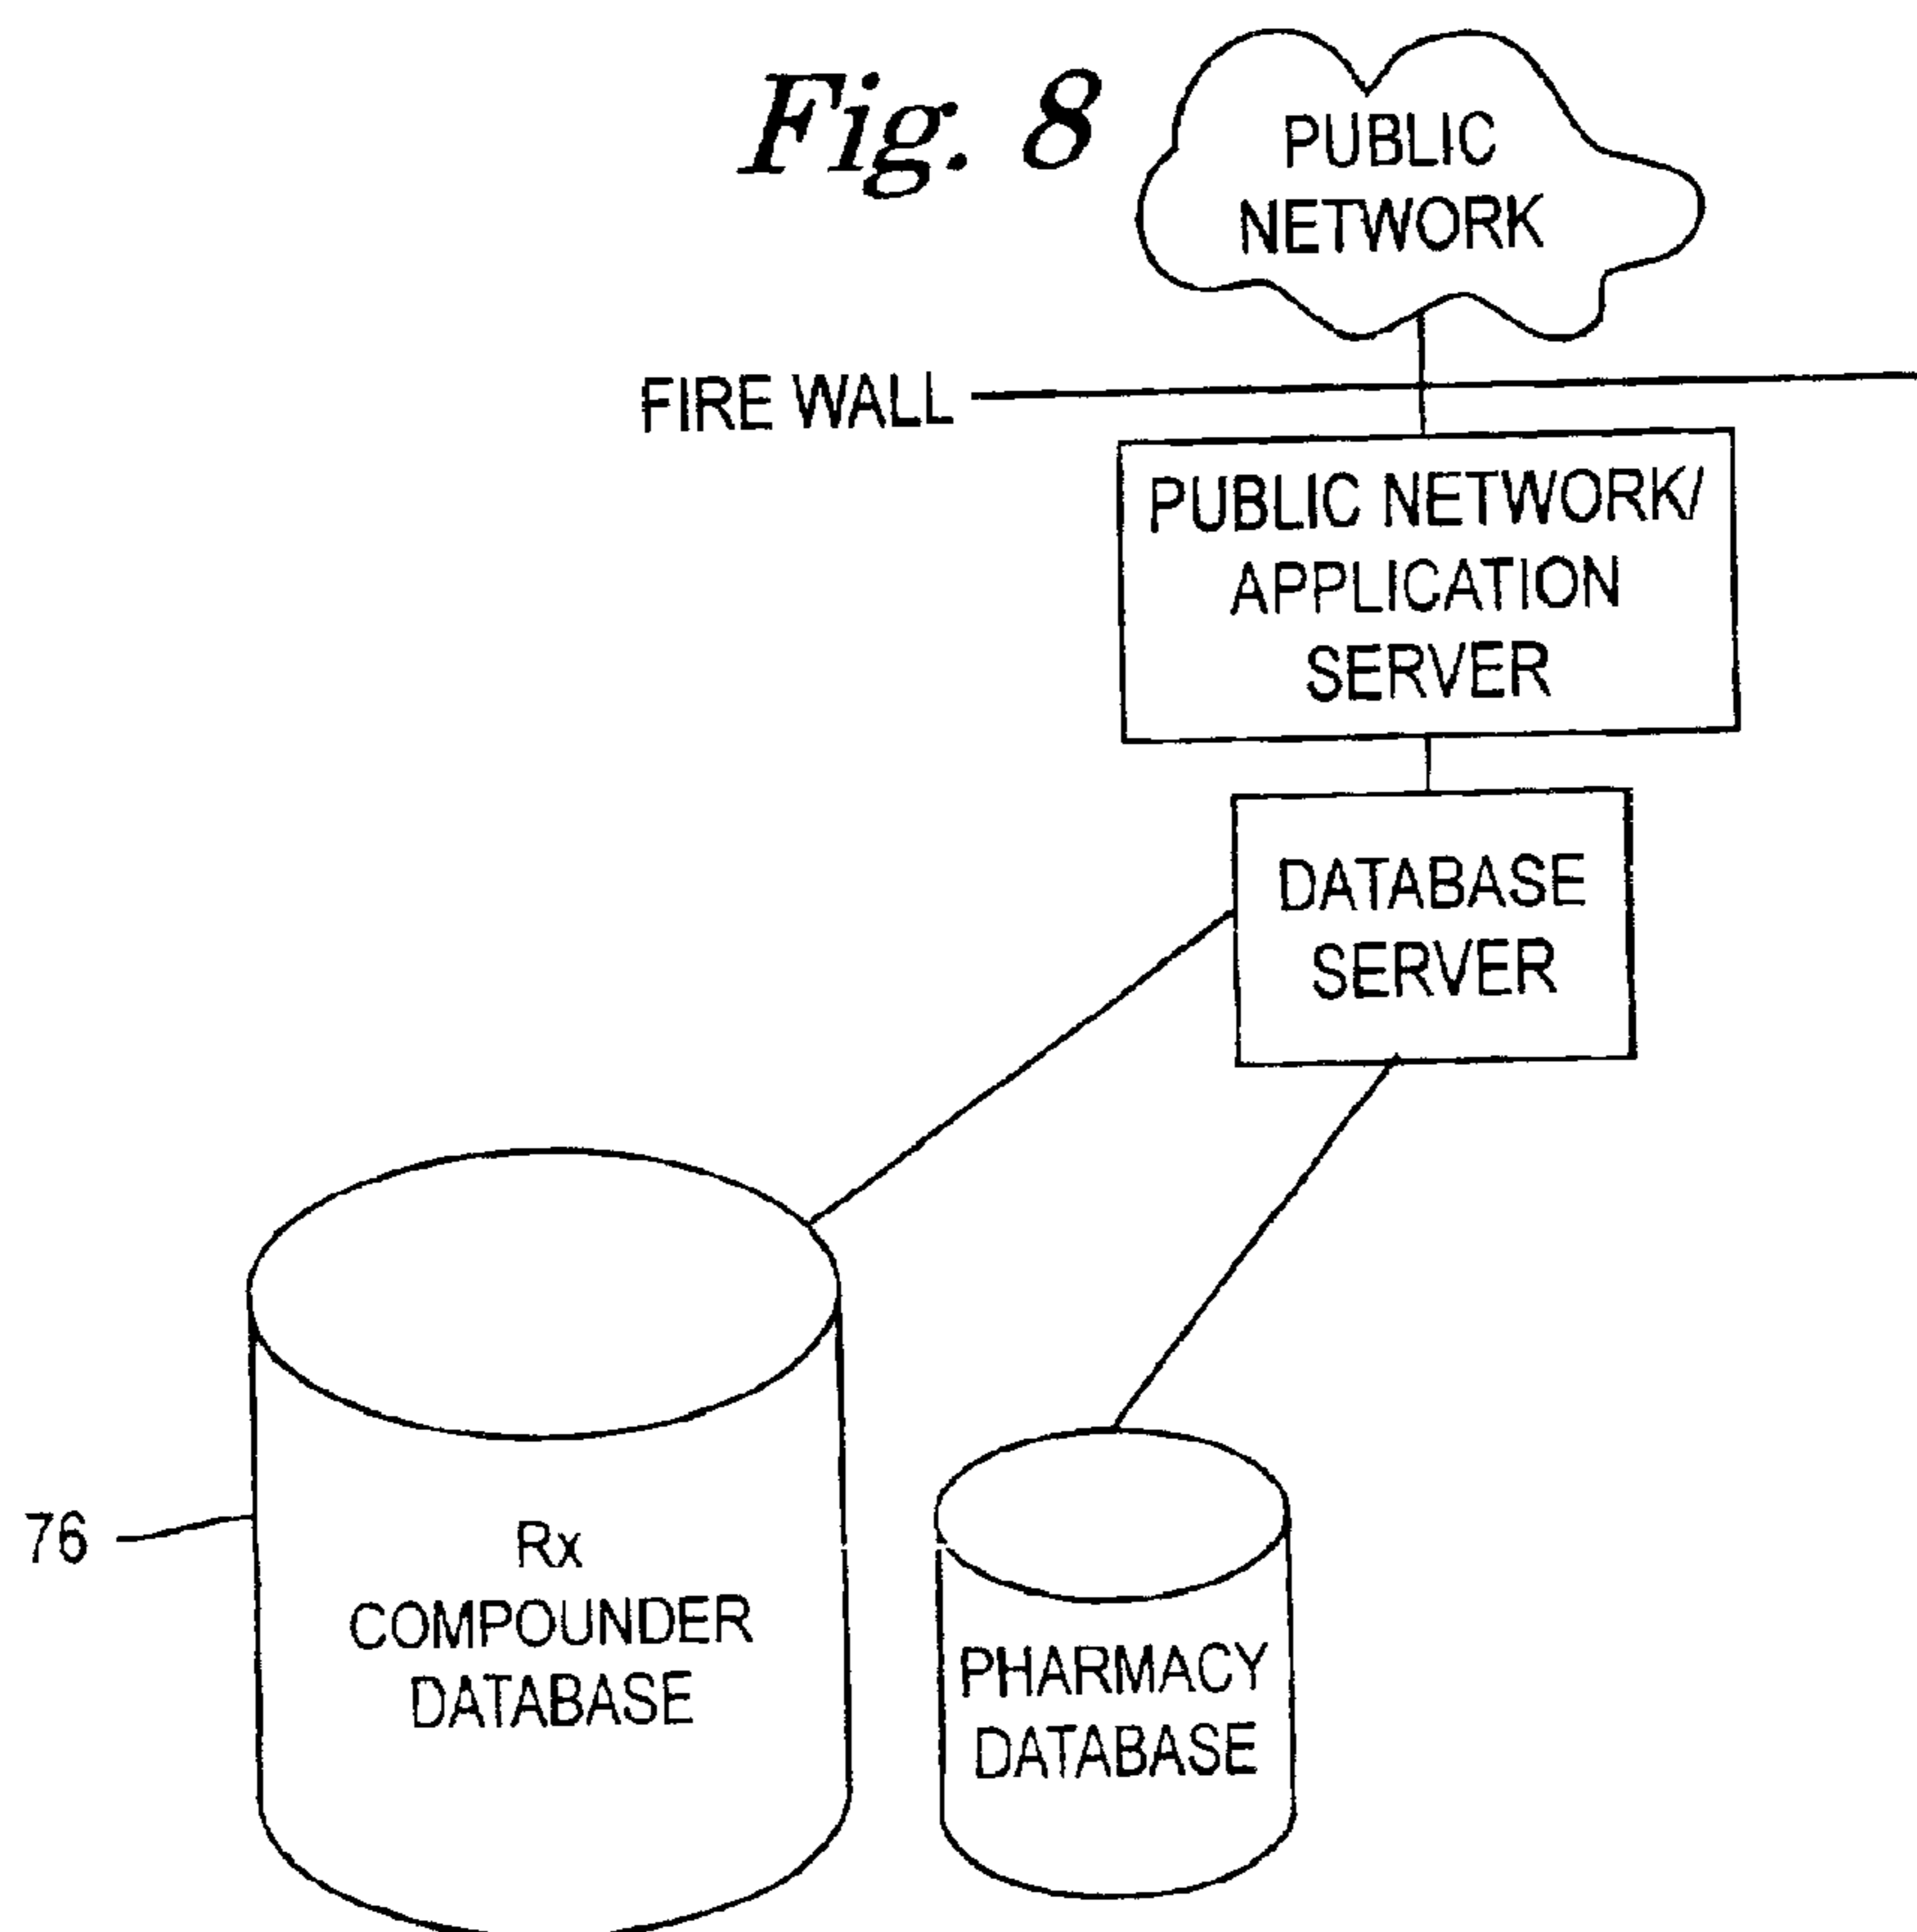 Fig. 8
PUBLIC
NETWORK
FIRE WALL
PUBLIC NETWORK/
APPLICATION
SERVER
DATABASE
SERVER
76
Rx
COMPOUNDER
DATABASE
PHARMACY
DATABASE